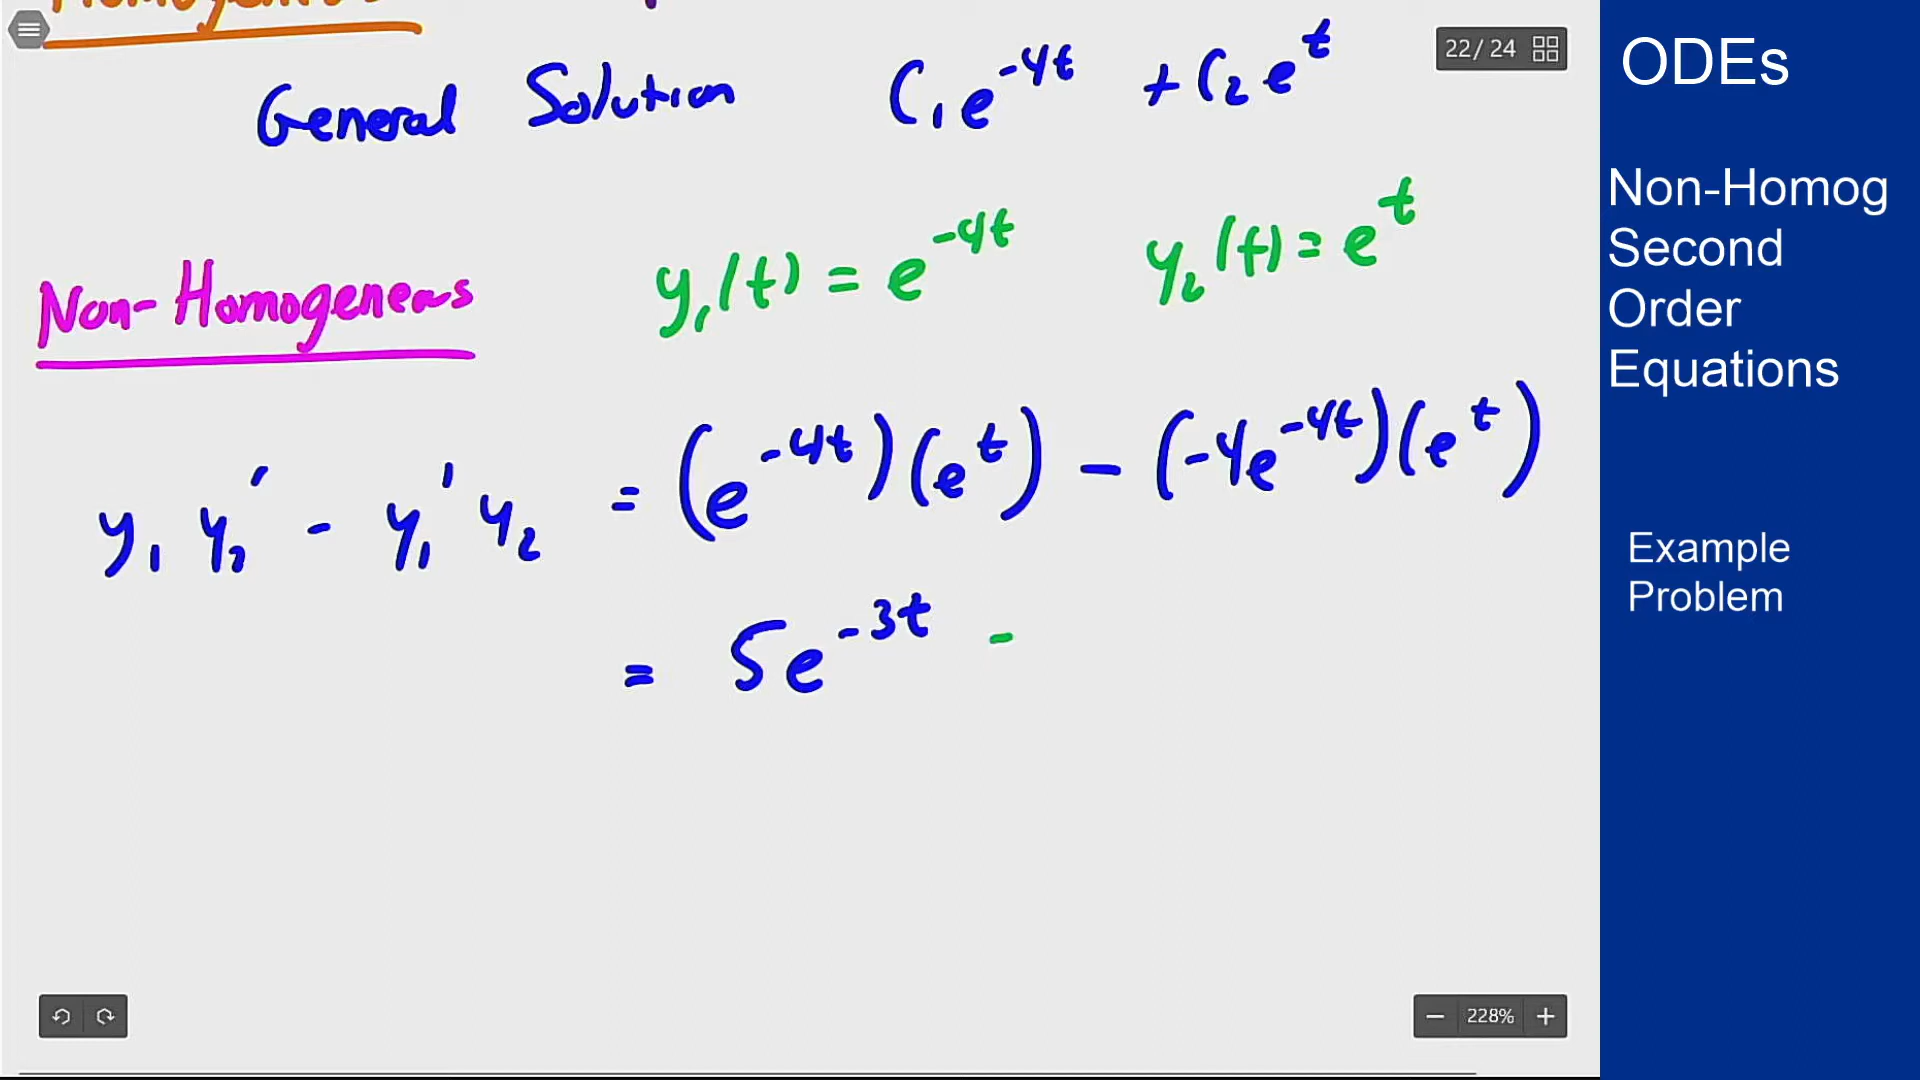 General Solution C₁e^{-4t} + C₂e^{t}
Non-Homogeneous y₁(t) = e^{-4t} y₂(t) = e^{t}
y₁y₂' - y₁'y₂ = (e^{-4t})(e^{t}) - (-4e^{-4t})(e^{t})
= 5e^{-3t} -
22 / 24
228%
ODEs
Non-Homog
Second
Order
Equations
Example
Problem